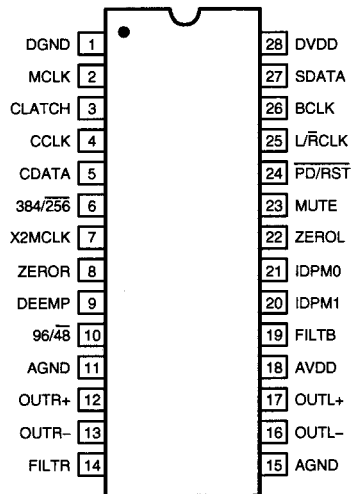 DGND 1 28 DVDD
MCLK 2 27 SDATA
CLATCH 3 26 BCLK
CCLK 4 25 L/R̅CLK
CDATA 5 24 P̅D̅/̅R̅S̅T̅
384/2̅5̅6̅ 6 23 MUTE
X2MCLK 7 22 ZEROL
ZEROR 8 21 IDPM0
DEEMP 9 20 IDPM1
96/4̅8̅ 10 19 FILTB
AGND 11 18 AVDD
OUTR+ 12 17 OUTL+
OUTR− 13 16 OUTL−
FILTR 14 15 AGND